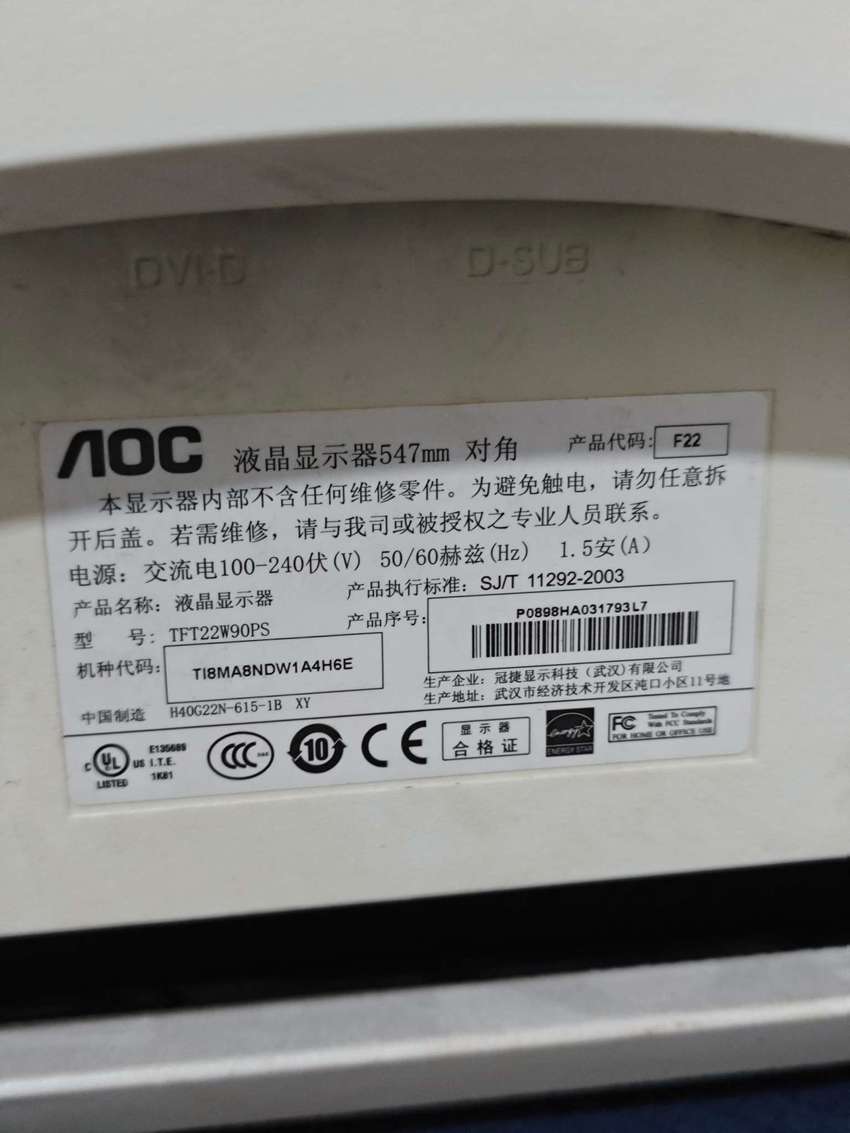 DVI-D D-SUB
AOC 液晶显示器547mm 对角 产品代码: F22
本显示器内部不含任何维修零件。为避免触电，请勿任意拆
开后盖。若需维修，请与我司或被授权之专业人员联系。
电源：交流电100-240伏(V) 50/60赫兹(Hz) 1.5安(A)
产品名称：液晶显示器 产品执行标准：SJ/T 11292-2003
型 号: TFT22W90PS 产品序号: P0898HA031793L7
机种代码: TI8MA8NDW1A4H6E
生产企业：冠捷显示科技（武汉）有限公司
生产地址：武汉市经济技术开发区沌口小区11号地
中国制造 H40G22N-615-1B XY
C UL US LISTED E135689 I.T.E. 1K81
CCC
10
CE
显示器
合格证
energy
ENERGY STAR
FC Tested To Comply
With FCC Standards
FOR HOME OR OFFICE USE